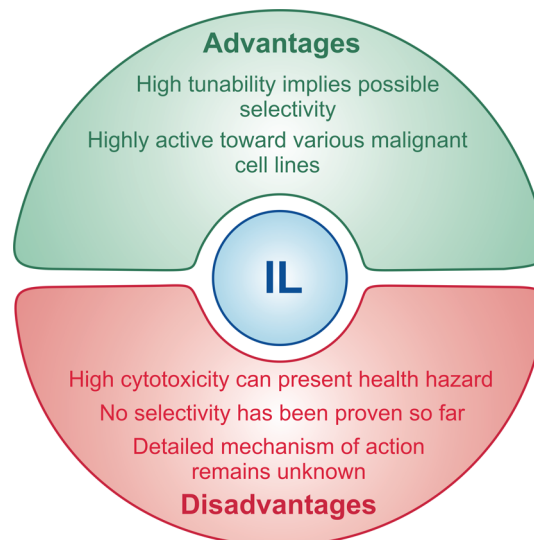 Advantages
High tunability implies possible
selectivity
Highly active toward various malignant
cell lines
IL
High cytotoxicity can present health hazard
No selectivity has been proven so far
Detailed mechanism of action
remains unknown
Disadvantages